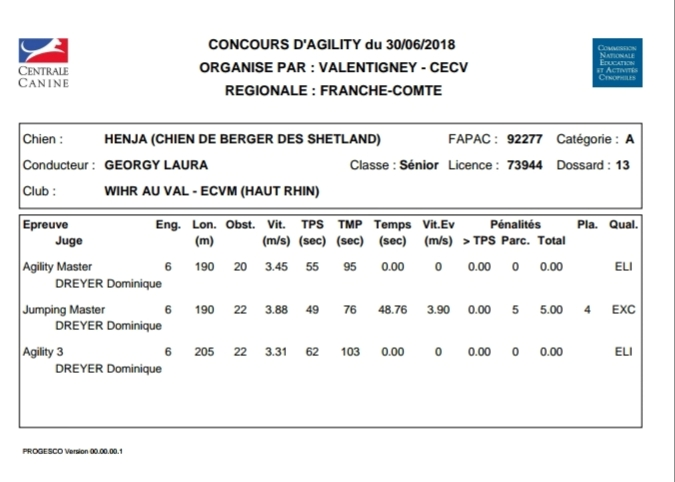 CONCOURS D'AGILITY du 30/06/2018
ORGANISE PAR : VALENTIGNEY - CECV
REGIONALE : FRANCHE-COMTE
CENTRALE
CANINE
COMMISSION
NATIONALE
EDUCATION
ET ACTIVITÉS
CYNOPHILES
Chien : HENJA (CHIEN DE BERGER DES SHETLAND) FAPAC : 92277 Catégorie : A
Conducteur : GEORGY LAURA Classe : Sénior Licence : 73944 Dossard : 13
Club : WIHR AU VAL - ECVM (HAUT RHIN)
Epreuve Eng. Lon. Obst. Vit. TPS TMP Temps Vit.Ev Pénalités Pla. Qual.
Juge (m) (m/s) (sec) (sec) (sec) (m/s) > TPS Parc. Total
Agility Master 6 190 20 3.45 55 95 0.00 0 0.00 0 0.00 ELI
DREYER Dominique
Jumping Master 6 190 22 3.88 49 76 48.76 3.90 0.00 5 5.00 4 EXC
DREYER Dominique
Agility 3 6 205 22 3.31 62 103 0.00 0 0.00 0 0.00 ELI
DREYER Dominique
PROGESCO Version 00.00.00.1